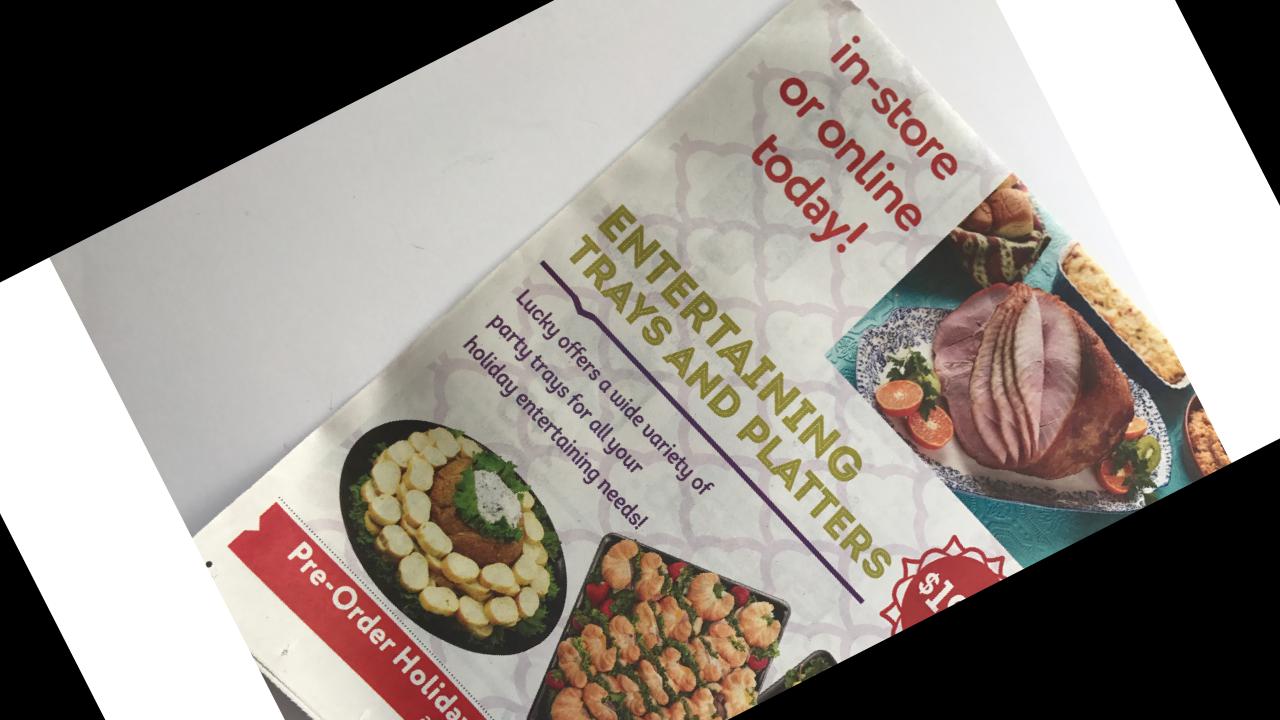 in-store
or online
today!
ENTERTAINING
TRAYS AND PLATTERS
Lucky offers a wide variety of
party trays for all your
holiday entertaining needs!
Pre-Order Holiday